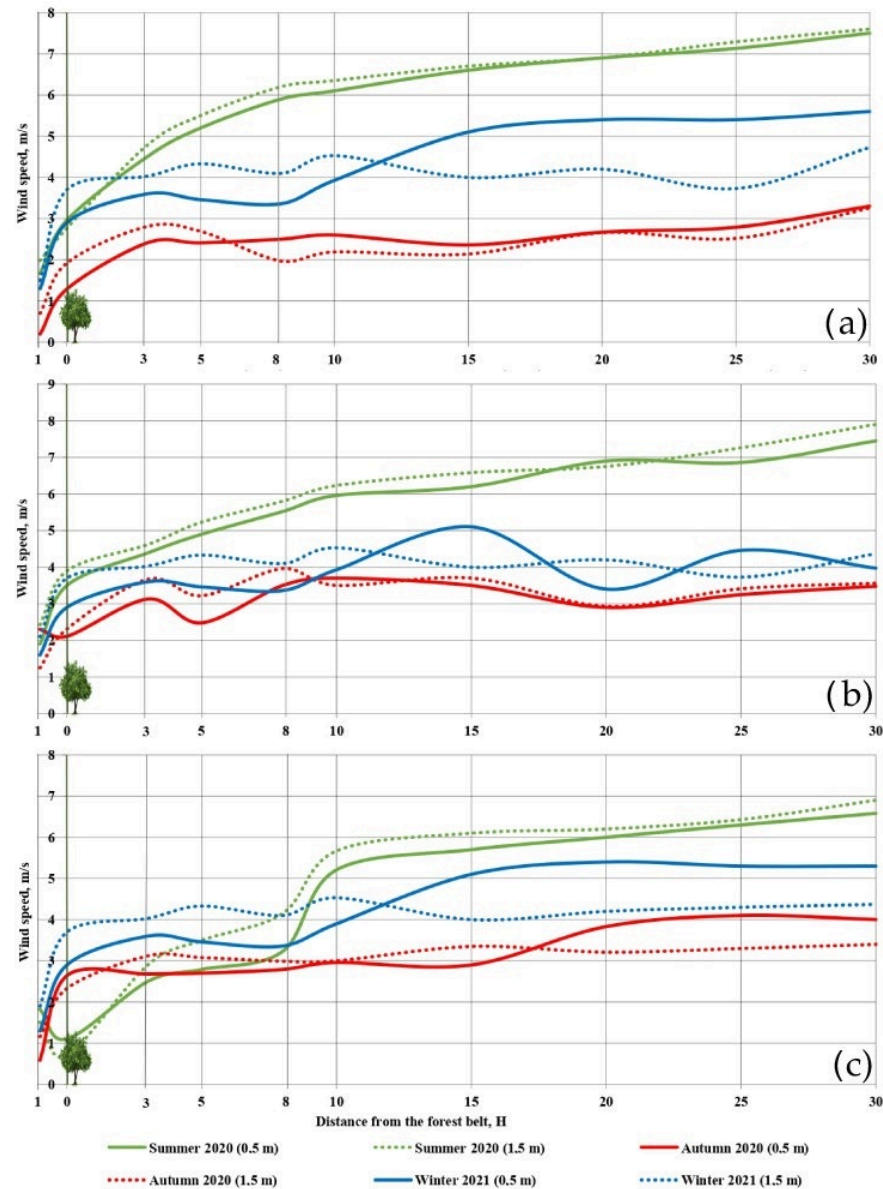 8
7
6
5
4
3
2
1
0
Wind speed, m/s
1 0 3 5 8 10 15 20 25 30
(a)
9
8
7
6
5
4
3
2
1
0
Wind speed, m/s
1 0 3 5 8 10 15 20 25 30
(b)
8
7
6
5
4
3
2
1
0
Wind speed, m/s
1 0 3 5 8 10 15 20 25 30
(c)
Distance from the forest belt, H
Summer 2020 (0.5 m) Summer 2020 (1.5 m) Autumn 2020 (0.5 m)
Autumn 2020 (1.5 m) Winter 2021 (0.5 m) Winter 2021 (1.5 m)